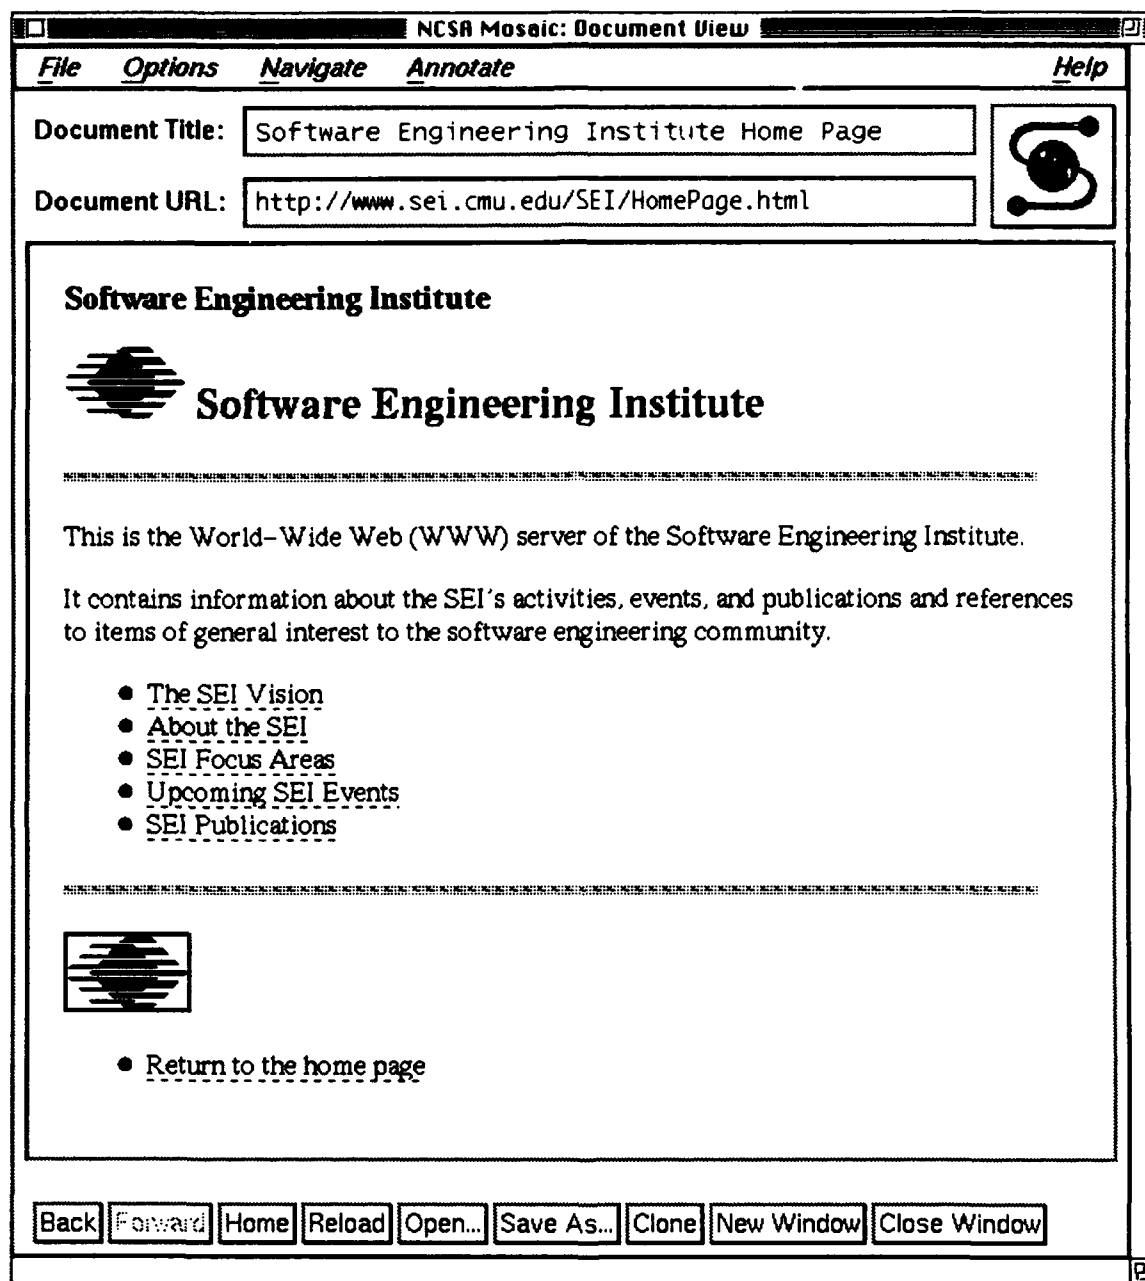 NCSA Mosaic: Document View
File Options Navigate Annotate Help
Document Title: Software Engineering Institute Home Page
Document URL: http://www.sei.cmu.edu/SEI/HomePage.html
Software Engineering Institute
Software Engineering Institute
This is the World-Wide Web (WWW) server of the Software Engineering Institute.
It contains information about the SEI's activities, events, and publications and references
to items of general interest to the software engineering community.
The SEI Vision
About the SEI
SEI Focus Areas
Upcoming SEI Events
SEI Publications
Return to the home page
Back Forward Home Reload Open... Save As... Clone New Window Close Window